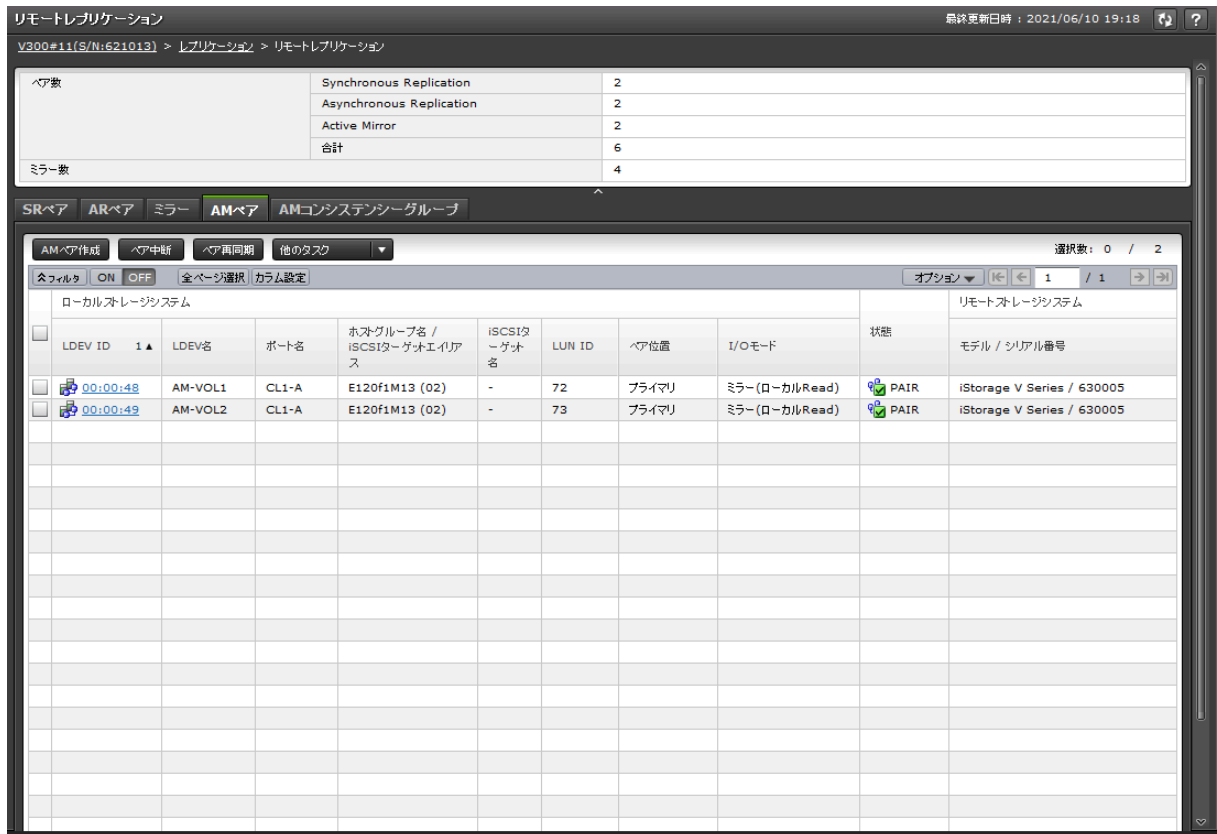 リモートレプリケーション 最終更新日時 : 2021/06/10 19:18 ?
V300#11(S/N:621013) > レプリケーション > リモートレプリケーション
ペア数 Synchronous Replication 2
Asynchronous Replication 2
Active Mirror 2
合計 6
ミラー数 4
SRペア ARペア ミラー AMペア AMコンシステンシーグループ
AMペア作成 ペア中断 ペア再同期 他のタスク 選択数: 0 / 2
フィルタ ON OFF 全ページ選択 カラム設定 オプション 1 / 1
ローカルストレージシステム 状態 リモートストレージシステム
LDEV ID 1▲ LDEV名 ポート名 ホストグループ名 / iSCSIターゲットエイリアス iSCSIターゲット名 LUN ID ペア位置 I/Oモード モデル / シリアル番号
00:00:48 AM-VOL1 CL1-A E120f1M13 (02) - 72 プライマリ ミラー(ローカルRead) PAIR iStorage V Series / 630005
00:00:49 AM-VOL2 CL1-A E120f1M13 (02) - 73 プライマリ ミラー(ローカルRead) PAIR iStorage V Series / 630005